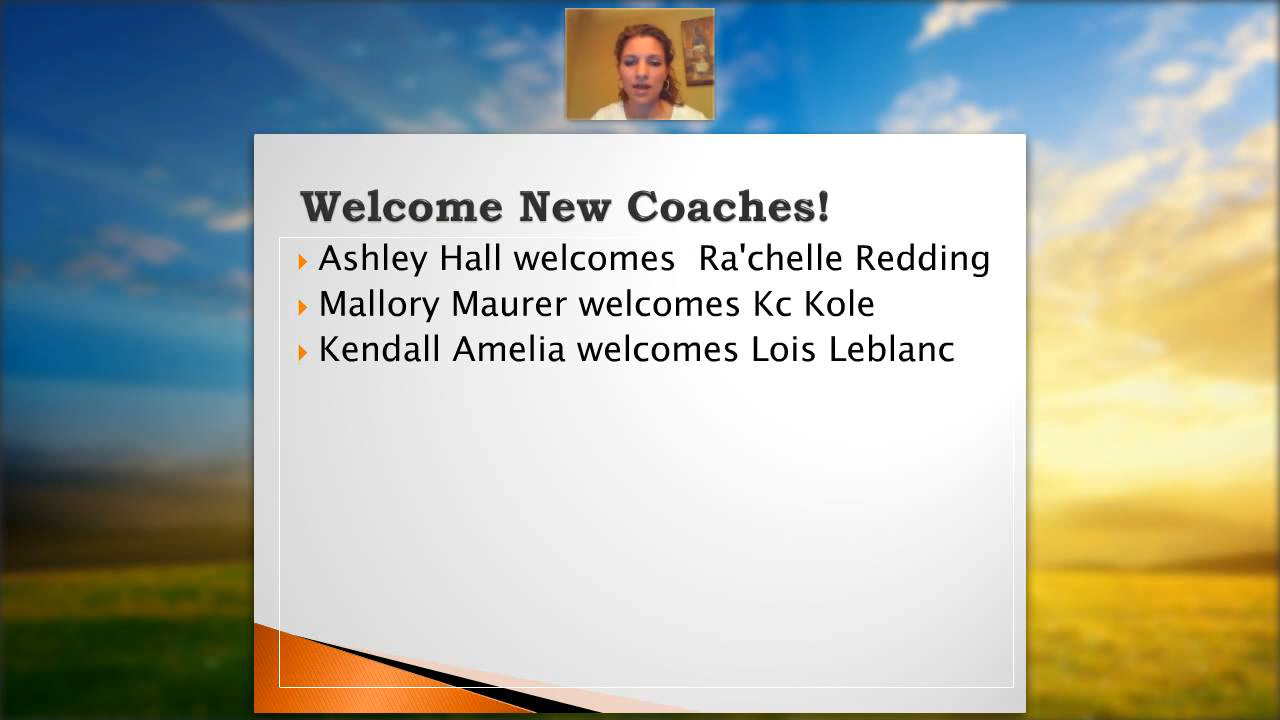 Welcome New Coaches!
Ashley Hall welcomes  Ra'chelle Redding
Mallory Maurer welcomes Kc Kole
Kendall Amelia welcomes Lois Leblanc